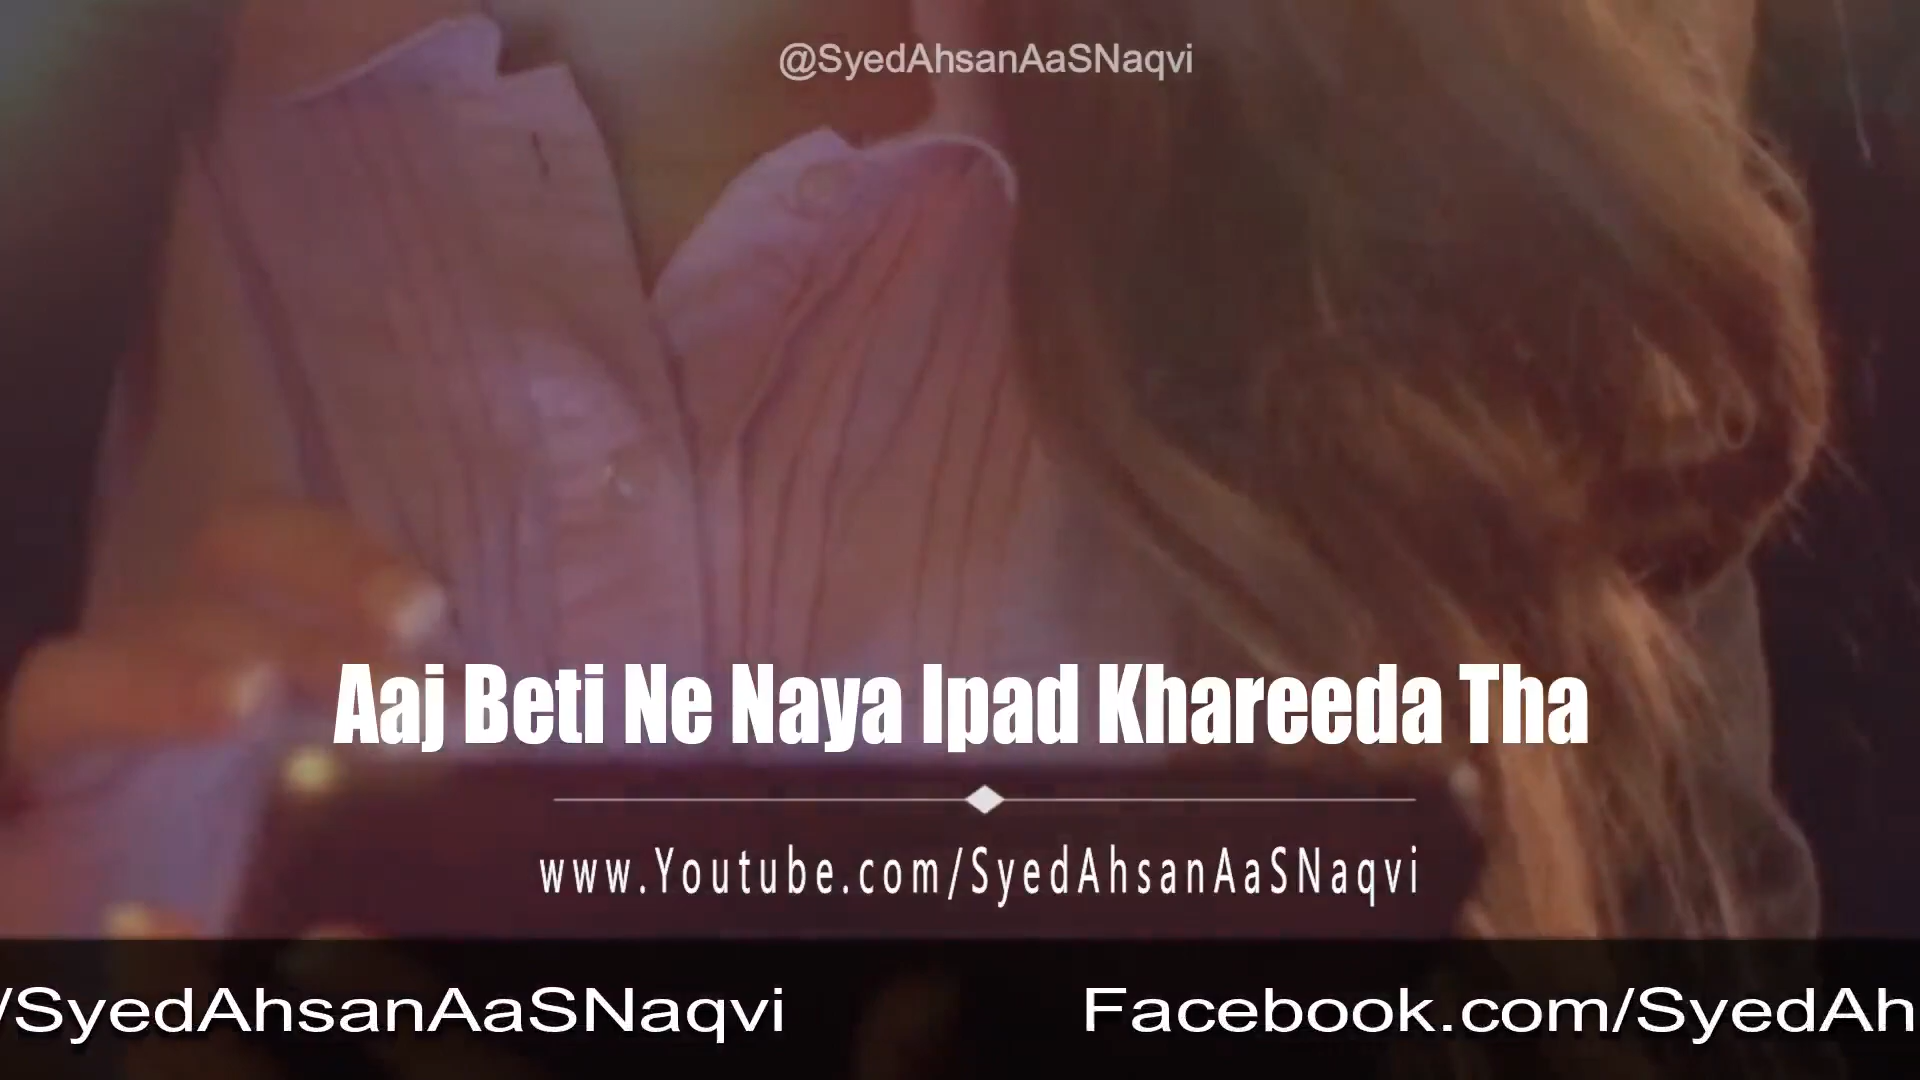 @SyedAhsanAaSNaqvi
Aaj Beti Ne Naya Ipad Khareeda Tha
www.Youtube.com/SyedAhsanAaSNaqvi
/SyedAhsanAaSNaqvi
Facebook.com/SyedAh